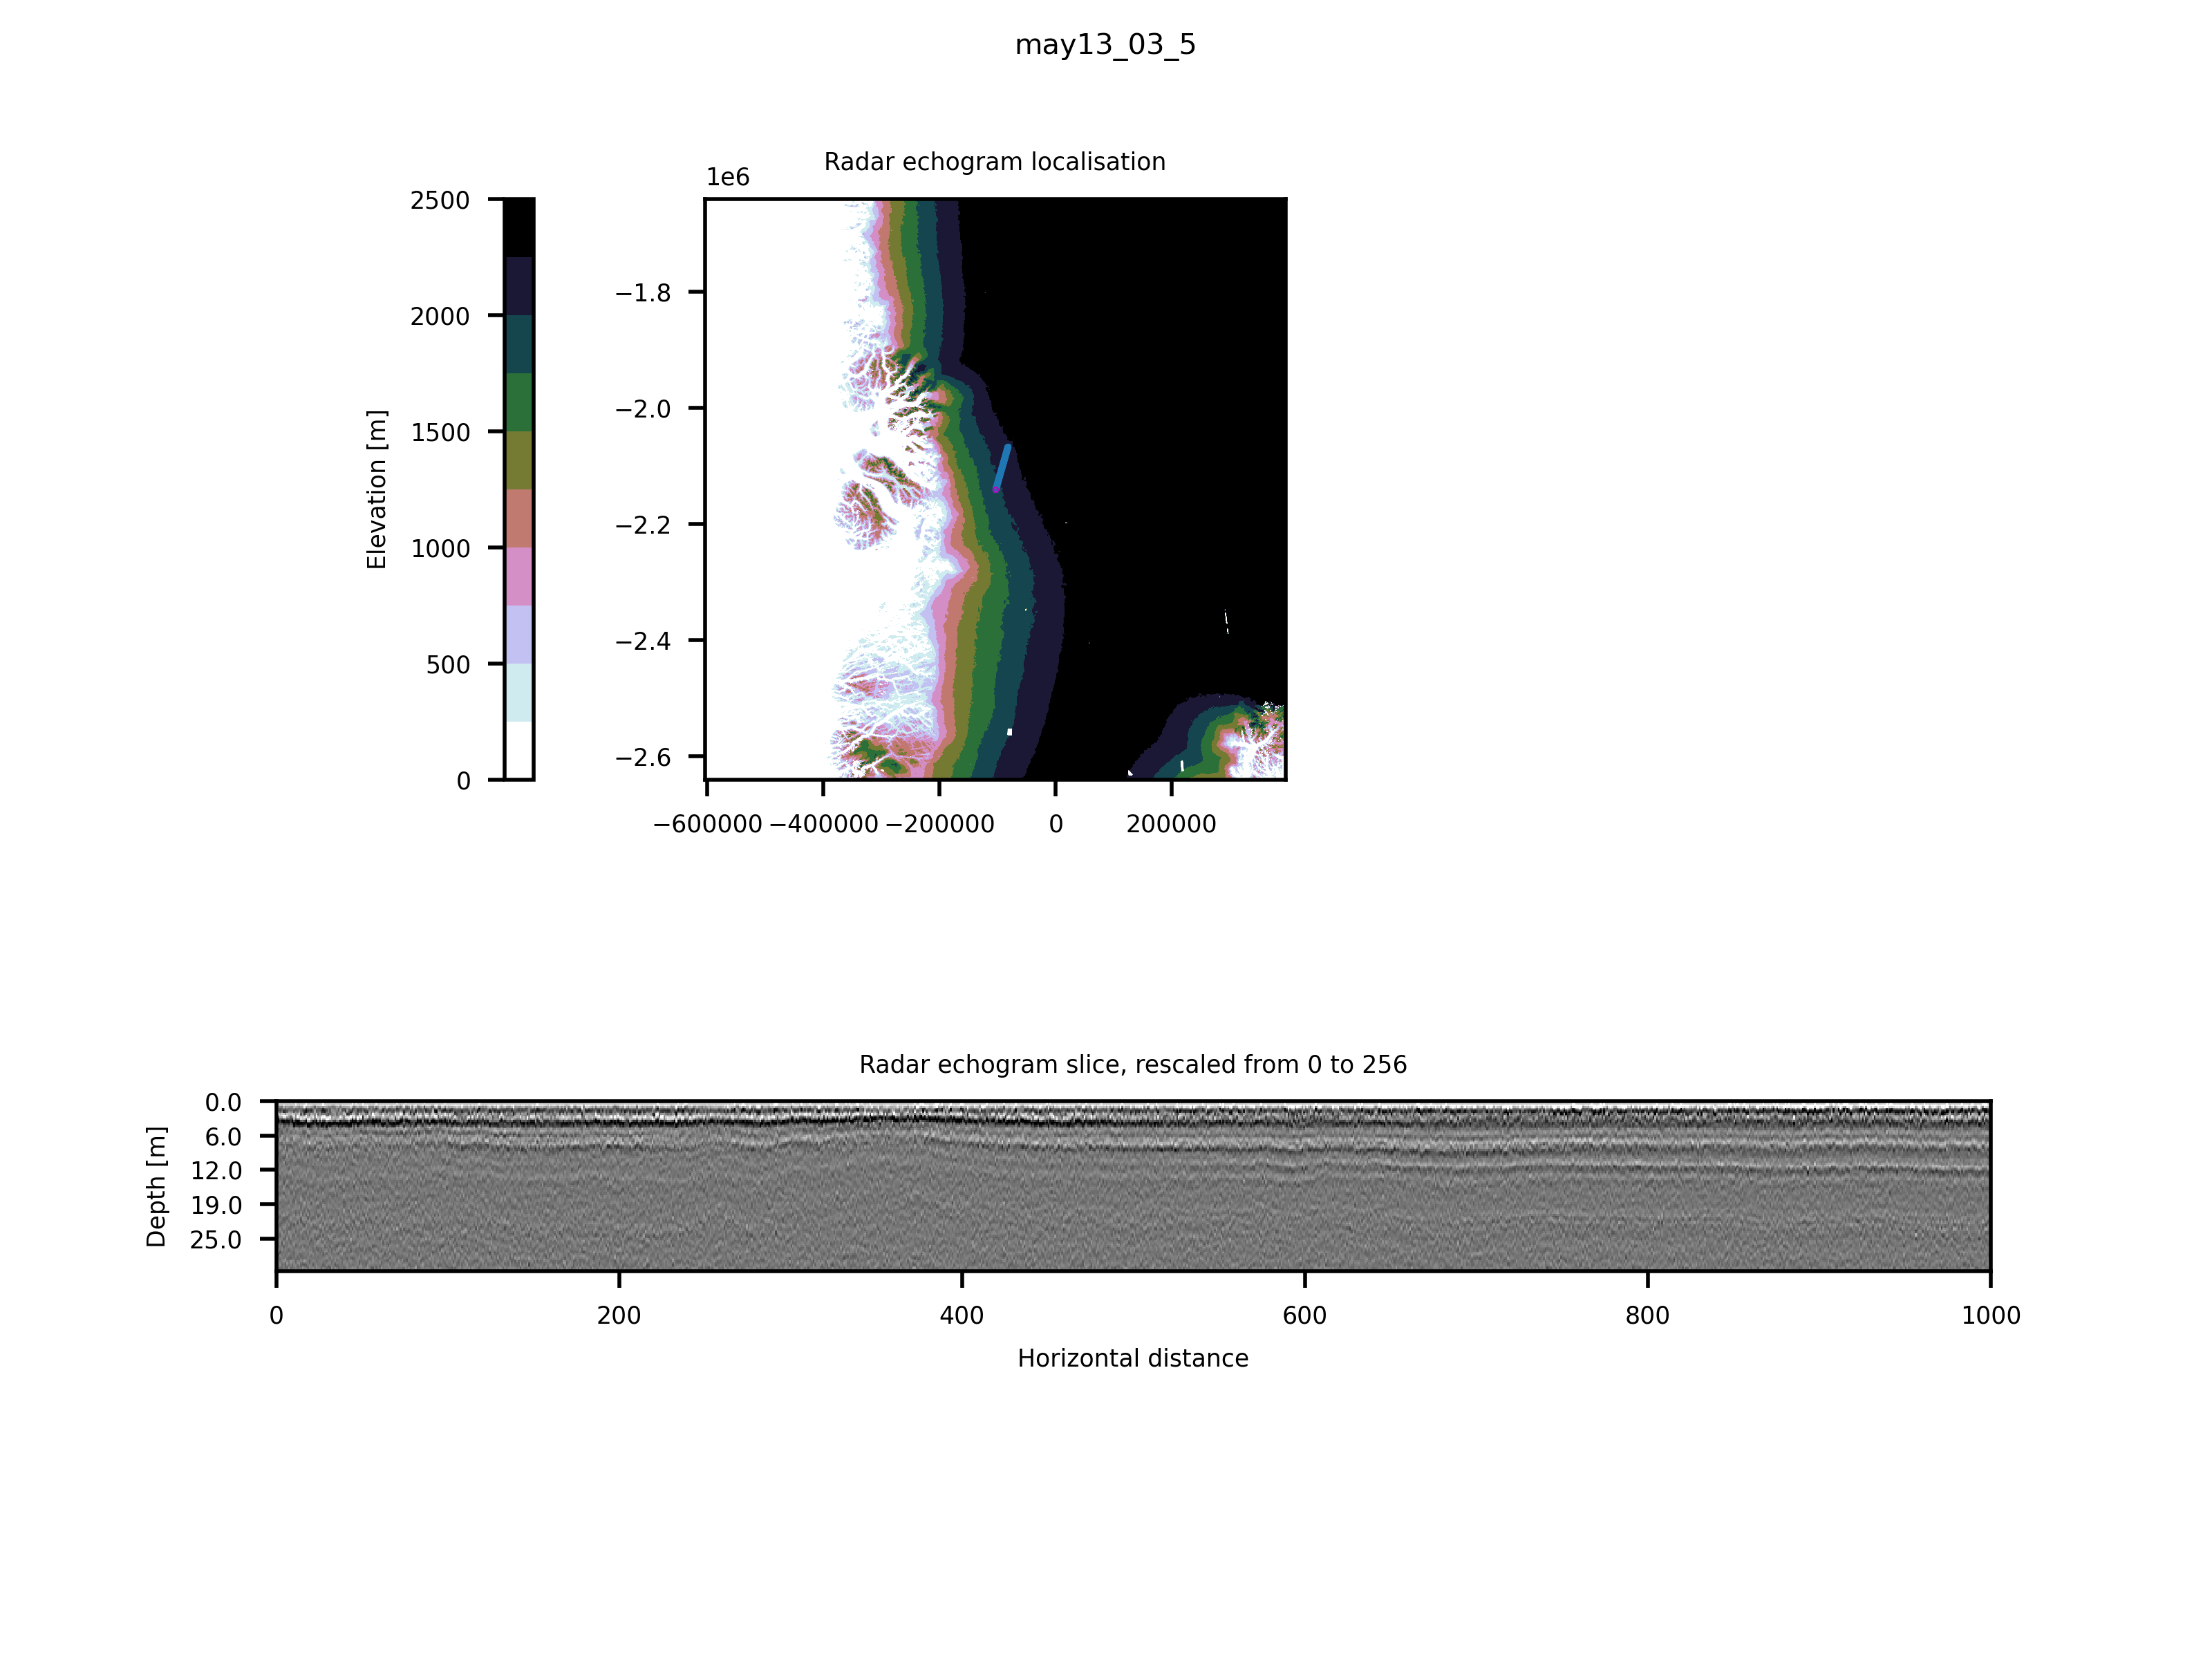 may13_03_5
Radar echogram localisation
1e6
2500
2000
1500
1000
500
0
Elevation [m]
−1.8
−2.0
−2.2
−2.4
−2.6
−600000 −400000 −200000 0 200000
Radar echogram slice, rescaled from 0 to 256
0.0
6.0
12.0
19.0
25.0
Depth [m]
0 200 400 600 800 1000
Horizontal distance